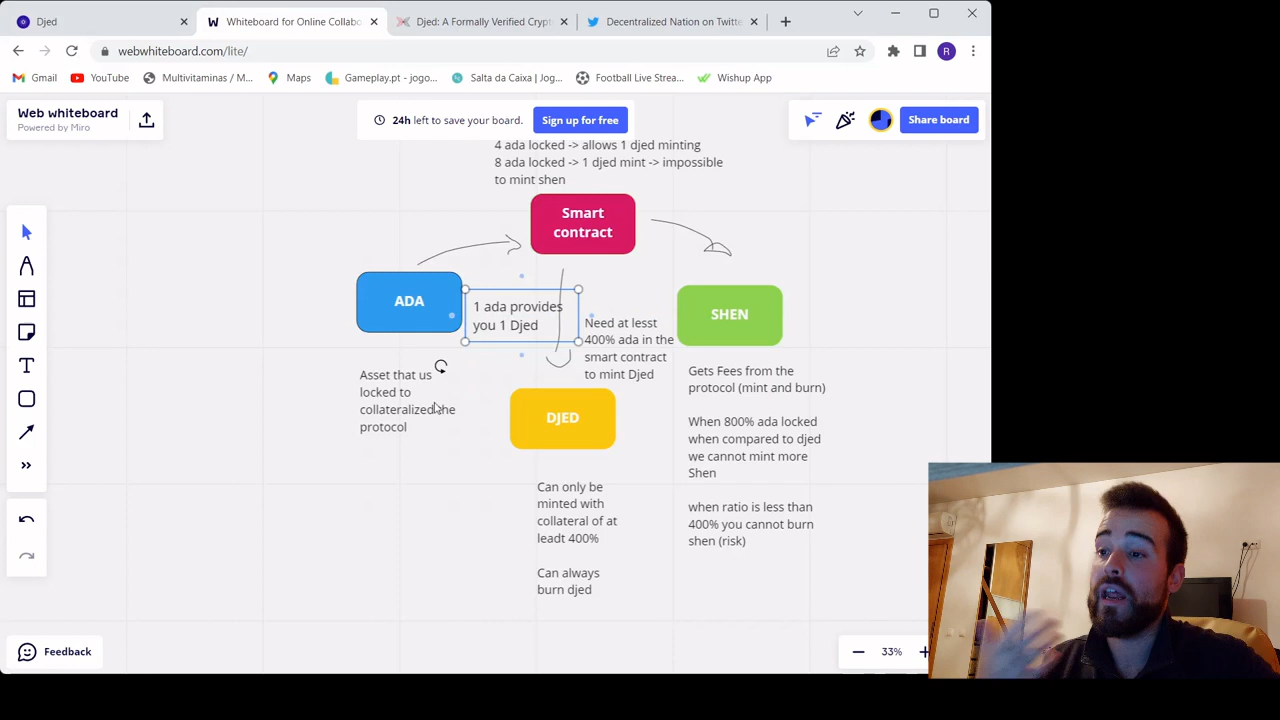 Djed
Whiteboard for Online Collabo
Djed: A Formally Verified Crypt
Decentralized Nation on Twitte
webwhiteboard.com/lite/
R
Gmail
YouTube
Multivitaminas / M...
Maps
Gameplay.pt - jogo...
Salta da Caixa | Jog...
Football Live Strea...
Wishup App
Web whiteboard
Powered by Miro
24h left to save your board.
Sign up for free
Share board
4 ada locked -> allows 1 djed minting
8 ada locked -> 1 djed mint -> impossible
to mint shen
Smart
contract
ADA
1 ada provides
you 1 Djed
Need at lesst
400% ada in the
smart contract
to mint Djed
SHEN
Asset that us
locked to
collateralized the
protocol
DJED
Gets Fees from the
protocol (mint and burn)
When 800% ada locked
when compared to djed
we cannot mint more
Shen
when ratio is less than
400% you cannot burn
shen (risk)
Can only be
minted with
collateral of at
leadt 400%
Can always
burn djed
Feedback
33%